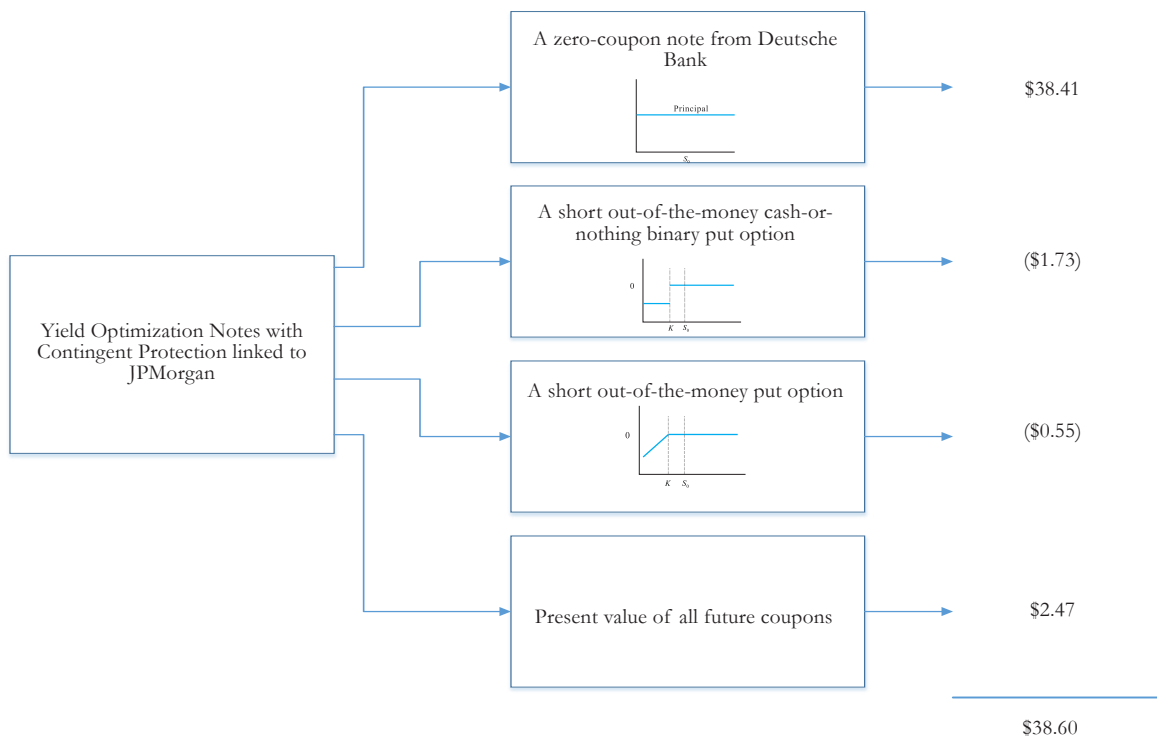 Yield Optimization Notes with
Contingent Protection linked to
JPMorgan
A zero-coupon note from Deutsche
Bank
Principal
S₀
$38.41
A short out-of-the-money cash-or-
nothing binary put option
0
K S₀
($1.73)
A short out-of-the-money put option
0
K S₀
($0.55)
Present value of all future coupons
$2.47
$38.60